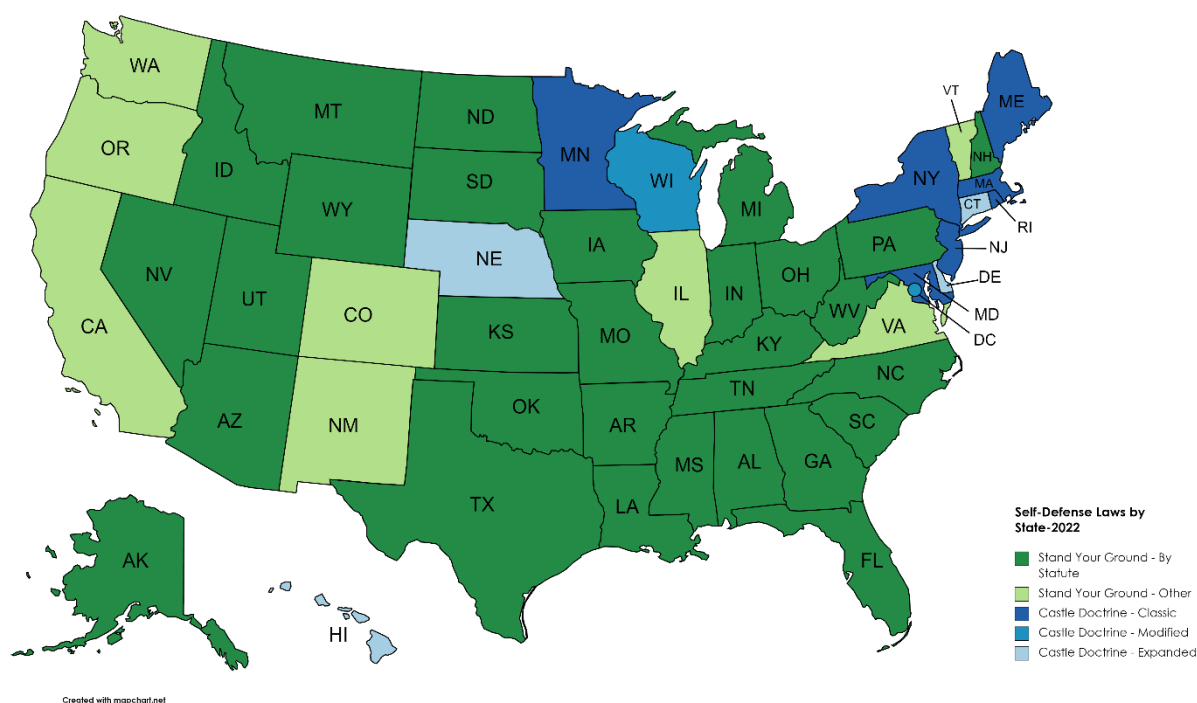 WA
OR
CA
ID
NV
MT
WY
UT
AZ
CO
NM
ND
SD
NE
KS
OK
TX
MN
IA
MO
AR
LA
WI
IL
MI
IN
OH
KY
TN
MS
AL
GA
FL
SC
NC
VA
WV
PA
NY
VT
NH
ME
MA
CT
RI
NJ
DE
MD
DC
AK
HI
Self-Defense Laws by
State-2022
Stand Your Ground - By
Statute
Stand Your Ground - Other
Castle Doctrine - Classic
Castle Doctrine - Modified
Castle Doctrine - Expanded
Created with mapchart.net